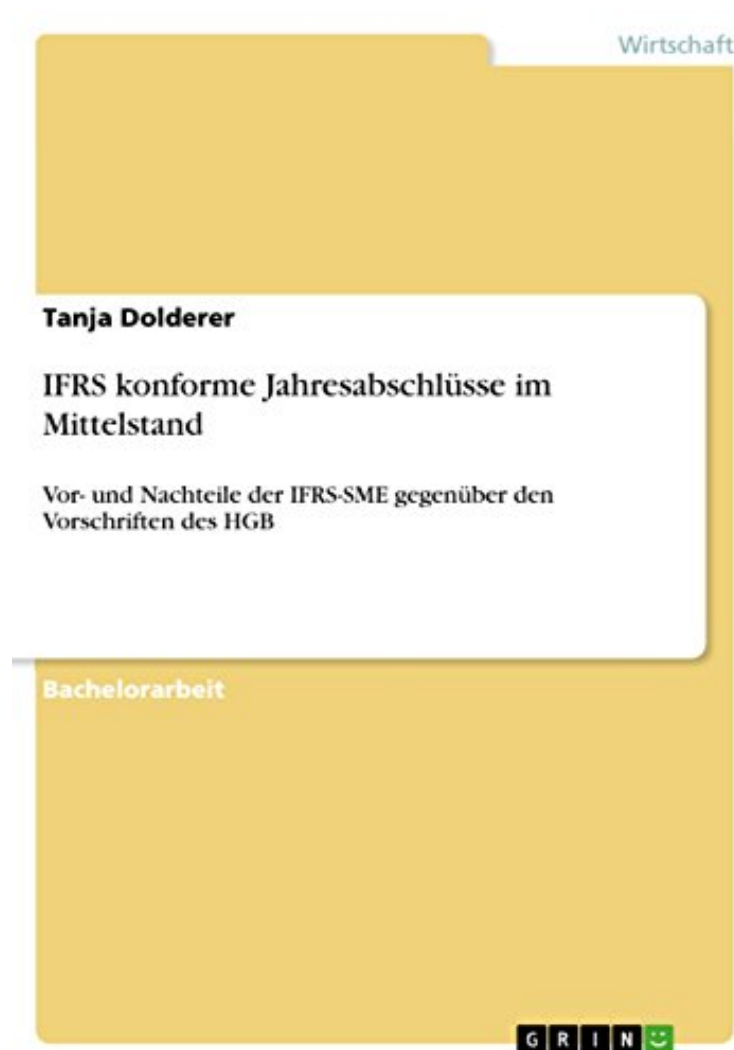 Wirtschaft
Tanja Dolderer
IFRS konforme Jahresabschlüsse im
Mittelstand
Vor- und Nachteile der IFRS-SME gegenüber den
Vorschriften des HGB
Bachelorarbeit
GRIN